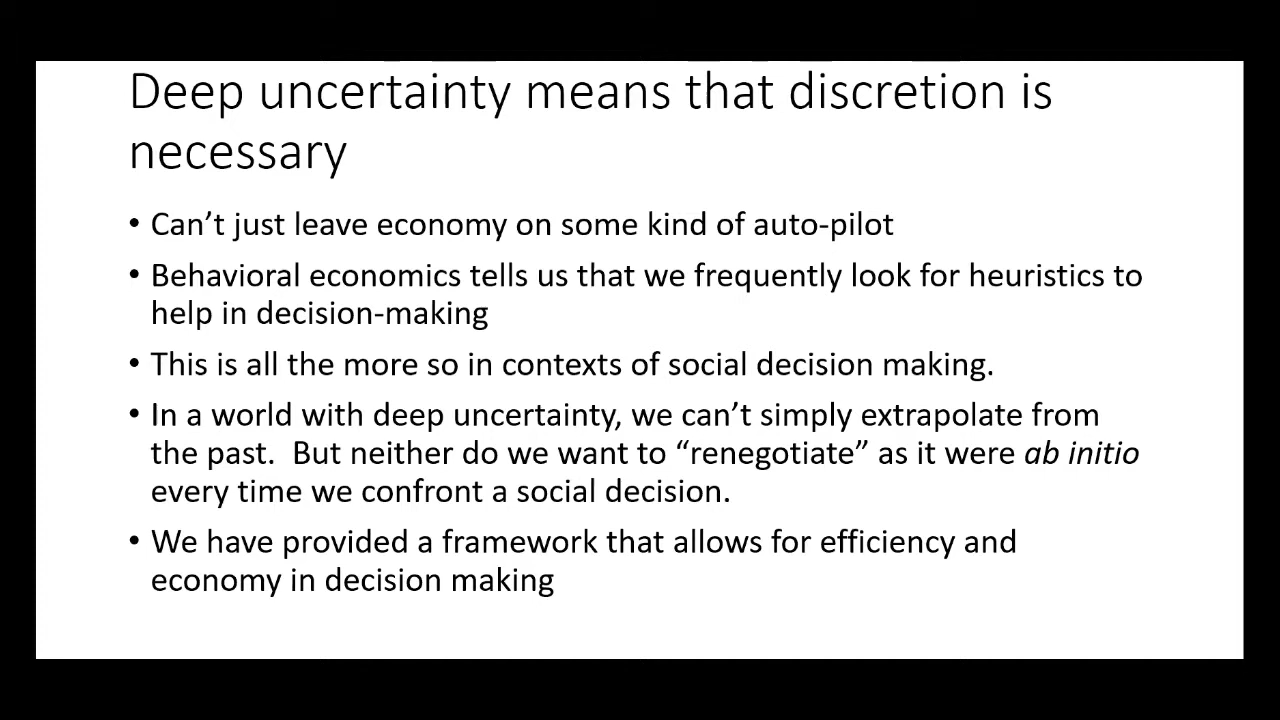 Deep uncertainty means that discretion is
necessary
• Can’t just leave economy on some kind of auto-pilot
• Behavioral economics tells us that we frequently look for heuristics to
help in decision-making
• This is all the more so in contexts of social decision making.
• In a world with deep uncertainty, we can’t simply extrapolate from
the past.  But neither do we want to “renegotiate” as it were ab initio
every time we confront a social decision.
• We have provided a framework that allows for efficiency and
economy in decision making